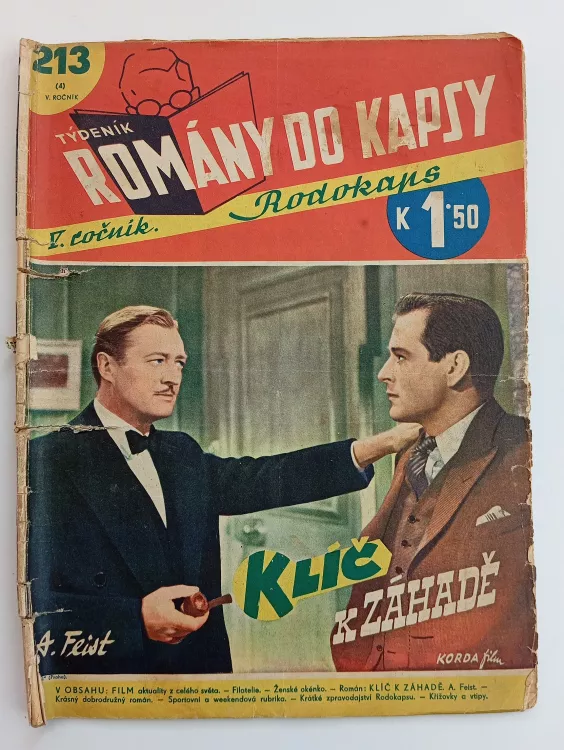 213
(4)
V. ROČNÍK
TÝDENÍK
ROMÁNY DO KAPSY
Rodokaps
V. ročník.
K 1·50
KLÍČ
K ZÁHADĚ
A. Feist
KORDA film
V OBSAHU: FILM aktuality z celého světa. — Filatelie. — Ženské okénko. — Román: KLÍČ K ZÁHADĚ. A. Feist. —
Krásný dobrodružný román. — Sportovní a weekendová rubrika. — Krátké zpravodajství Rodokapsu. — Křížovky a vtipy.